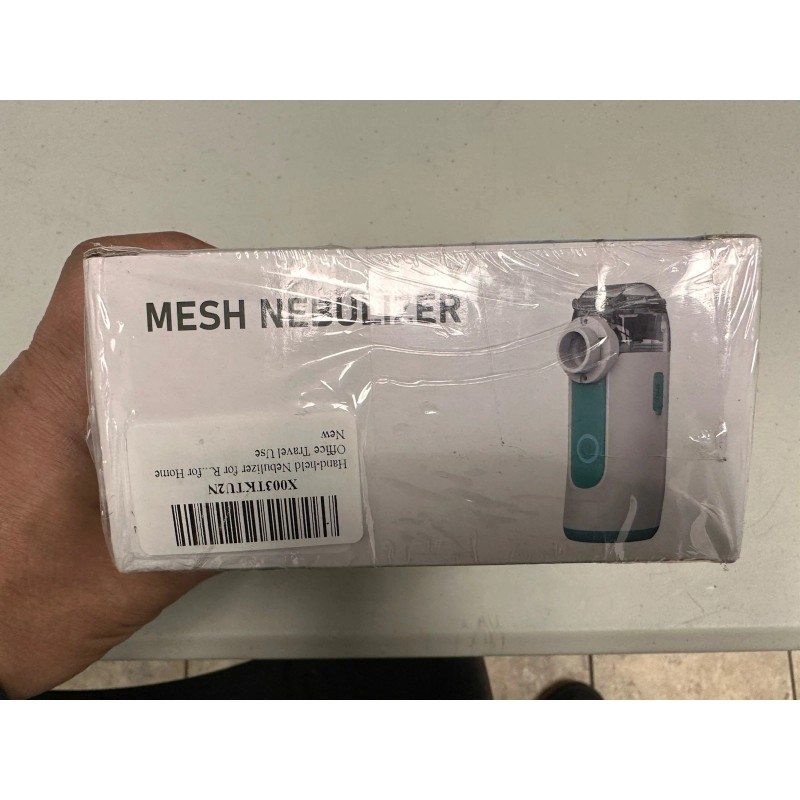 MESH NEBULIZER
X003TKTU2N
Hand-held Nebulizer for R...for Home
Office Travel Use
New